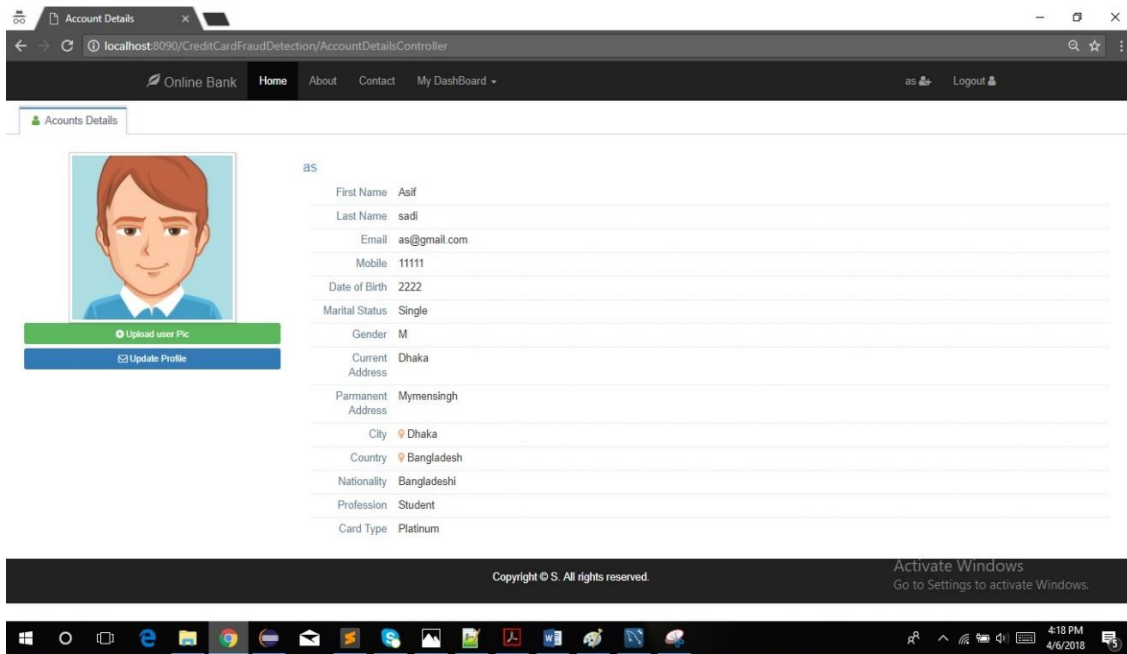 Account Details
localhost:8090/CreditCardFraudDetection/AccountDetailsController
Online Bank Home About Contact My DashBoard as Logout
Acounts Details
as
First Name Asif
Last Name sadi
Email as@gmail.com
Mobile 11111
Date of Birth 2222
Marital Status Single
Upload user Pic
Gender M
Update Profile
Current Address Dhaka
Parmanent Address Mymensingh
City Dhaka
Country Bangladesh
Nationality Bangladeshi
Profession Student
Card Type Platinum
Copyright © S. All rights reserved.
Activate Windows
Go to Settings to activate Windows.
4:18 PM
4/6/2018
5